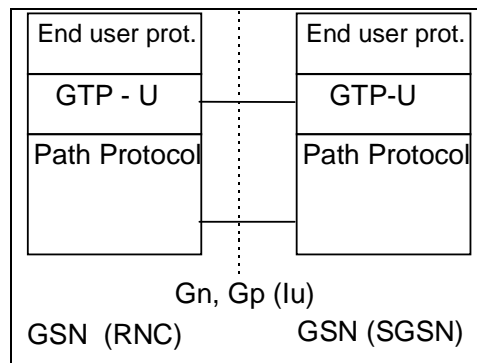 End user prot. End user prot.
GTP - U GTP-U
Path Protocol Path Protocol
Gn, Gp (Iu)
GSN (RNC) GSN (SGSN)